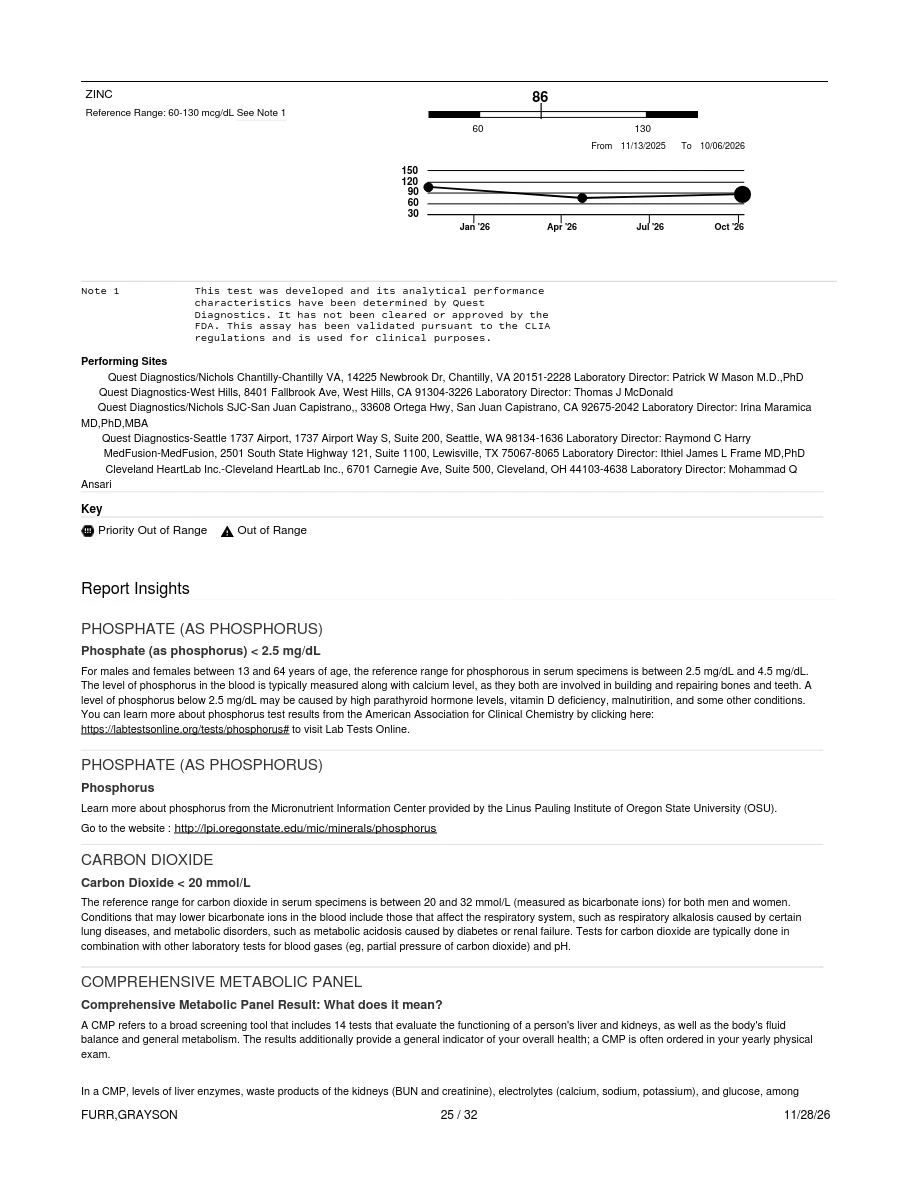 ZINC
86
Reference Range: 60-130 mcg/dL See Note 1
60 130
From 11/13/2025 To 10/06/2026
150
120
90
60
30
Jan '26 Apr '26 Jul '26 Oct '26
Note 1 This test was developed and its analytical performance
characteristics have been determined by Quest
Diagnostics. It has not been cleared or approved by the
FDA. This assay has been validated pursuant to the CLIA
regulations and is used for clinical purposes.
Performing Sites
Quest Diagnostics/Nichols Chantilly-Chantilly VA, 14225 Newbrook Dr, Chantilly, VA 20151-2228 Laboratory Director: Patrick W Mason M.D.,PhD
Quest Diagnostics-West Hills, 8401 Fallbrook Ave, West Hills, CA 91304-3226 Laboratory Director: Thomas J McDonald
Quest Diagnostics/Nichols SJC-San Juan Capistrano,, 33608 Ortega Hwy, San Juan Capistrano, CA 92675-2042 Laboratory Director: Irina Maramica
MD,PhD,MBA
Quest Diagnostics-Seattle 1737 Airport, 1737 Airport Way S, Suite 200, Seattle, WA 98134-1636 Laboratory Director: Raymond C Harry
MedFusion-MedFusion, 2501 South State Highway 121, Suite 1100, Lewisville, TX 75067-8065 Laboratory Director: Ithiel James L Frame MD,PhD
Cleveland HeartLab Inc.-Cleveland HeartLab Inc., 6701 Carnegie Ave, Suite 500, Cleveland, OH 44103-4638 Laboratory Director: Mohammad Q
Ansari
Key
Priority Out of Range Out of Range
Report Insights
PHOSPHATE (AS PHOSPHORUS)
Phosphate (as phosphorus) < 2.5 mg/dL
For males and females between 13 and 64 years of age, the reference range for phosphorous in serum specimens is between 2.5 mg/dL and 4.5 mg/dL.
The level of phosphorus in the blood is typically measured along with calcium level, as they both are involved in building and repairing bones and teeth. A
level of phosphorus below 2.5 mg/dL may be caused by high parathyroid hormone levels, vitamin D deficiency, malnutirition, and some other conditions.
You can learn more about phosphorus test results from the American Association for Clinical Chemistry by clicking here:
https://labtestsonline.org/tests/phosphorus# to visit Lab Tests Online.
PHOSPHATE (AS PHOSPHORUS)
Phosphorus
Learn more about phosphorus from the Micronutrient Information Center provided by the Linus Pauling Institute of Oregon State University (OSU).
Go to the website : http://lpi.oregonstate.edu/mic/minerals/phosphorus
CARBON DIOXIDE
Carbon Dioxide < 20 mmol/L
The reference range for carbon dioxide in serum specimens is between 20 and 32 mmol/L (measured as bicarbonate ions) for both men and women.
Conditions that may lower bicarbonate ions in the blood include those that affect the respiratory system, such as respiratory alkalosis caused by certain
lung diseases, and metabolic disorders, such as metabolic acidosis caused by diabetes or renal failure. Tests for carbon dioxide are typically done in
combination with other laboratory tests for blood gases (eg, partial pressure of carbon dioxide) and pH.
COMPREHENSIVE METABOLIC PANEL
Comprehensive Metabolic Panel Result: What does it mean?
A CMP refers to a broad screening tool that includes 14 tests that evaluate the functioning of a person's liver and kidneys, as well as the body's fluid
balance and general metabolism. The results additionally provide a general indicator of your overall health; a CMP is often ordered in your yearly physical
exam.
In a CMP, levels of liver enzymes, waste products of the kidneys (BUN and creatinine), electrolytes (calcium, sodium, potassium), and glucose, among
FURR,GRAYSON 25 / 32 11/28/26